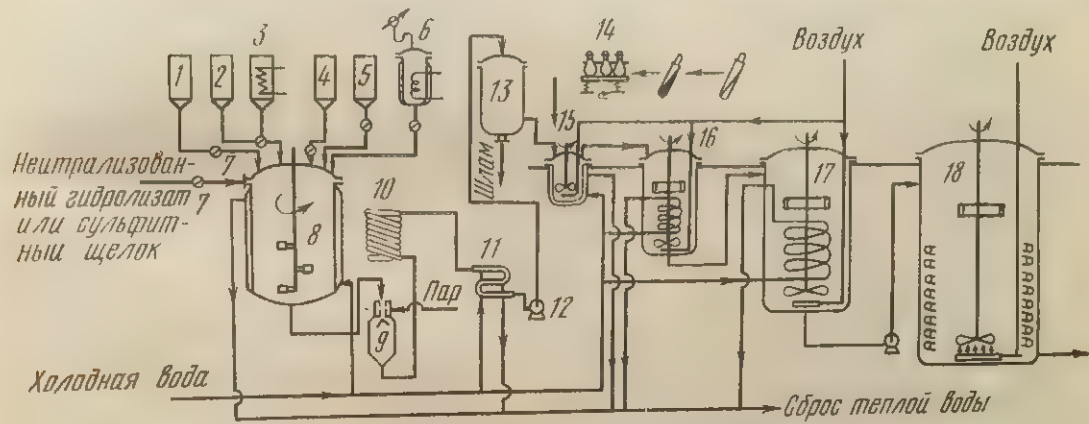 Воздух
Воздух
1
2
3
4
5
6
7
Нейтрализован-
ный гидролизат
или сульфит-
ный щелок
7
8
9
10
11
12
Пар
13
Шлам
14
15
16
17
18
Холодная вода
Сброс теплой воды